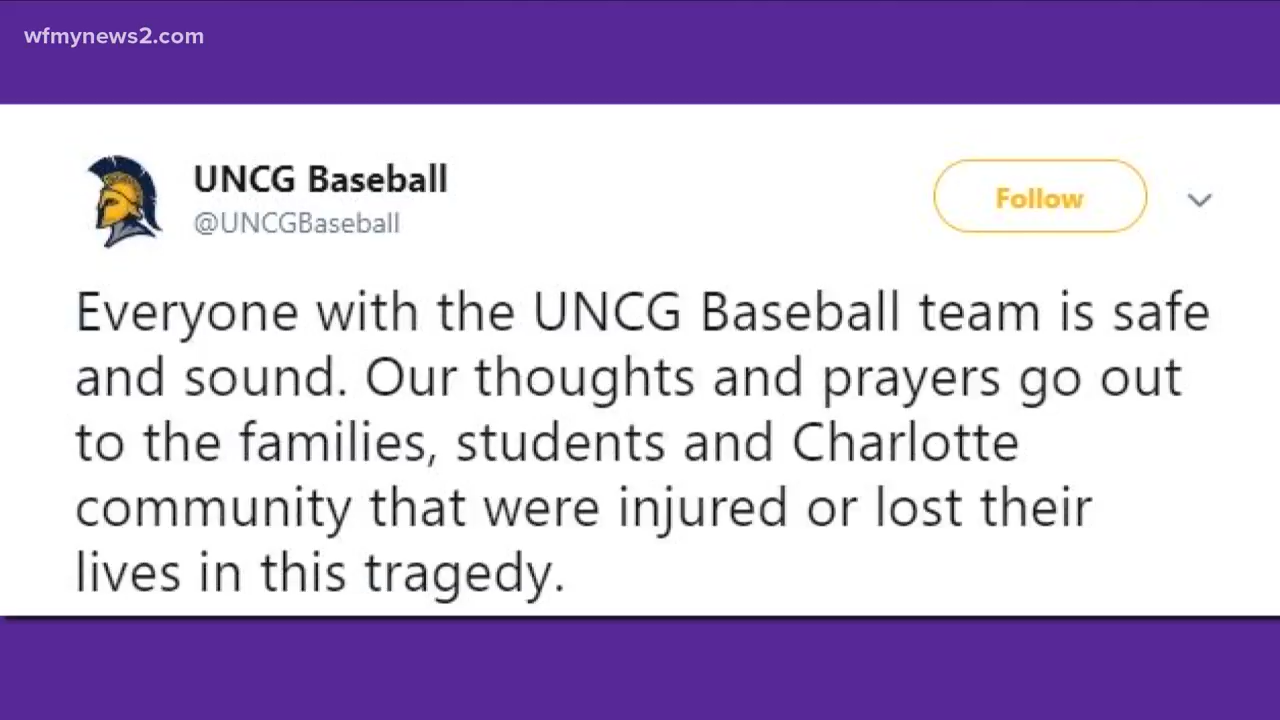 wfmynews2.com
UNCG Baseball
@UNCGBaseball
Follow
Everyone with the UNCG Baseball team is safe
and sound. Our thoughts and prayers go out
to the families, students and Charlotte
community that were injured or lost their
lives in this tragedy.